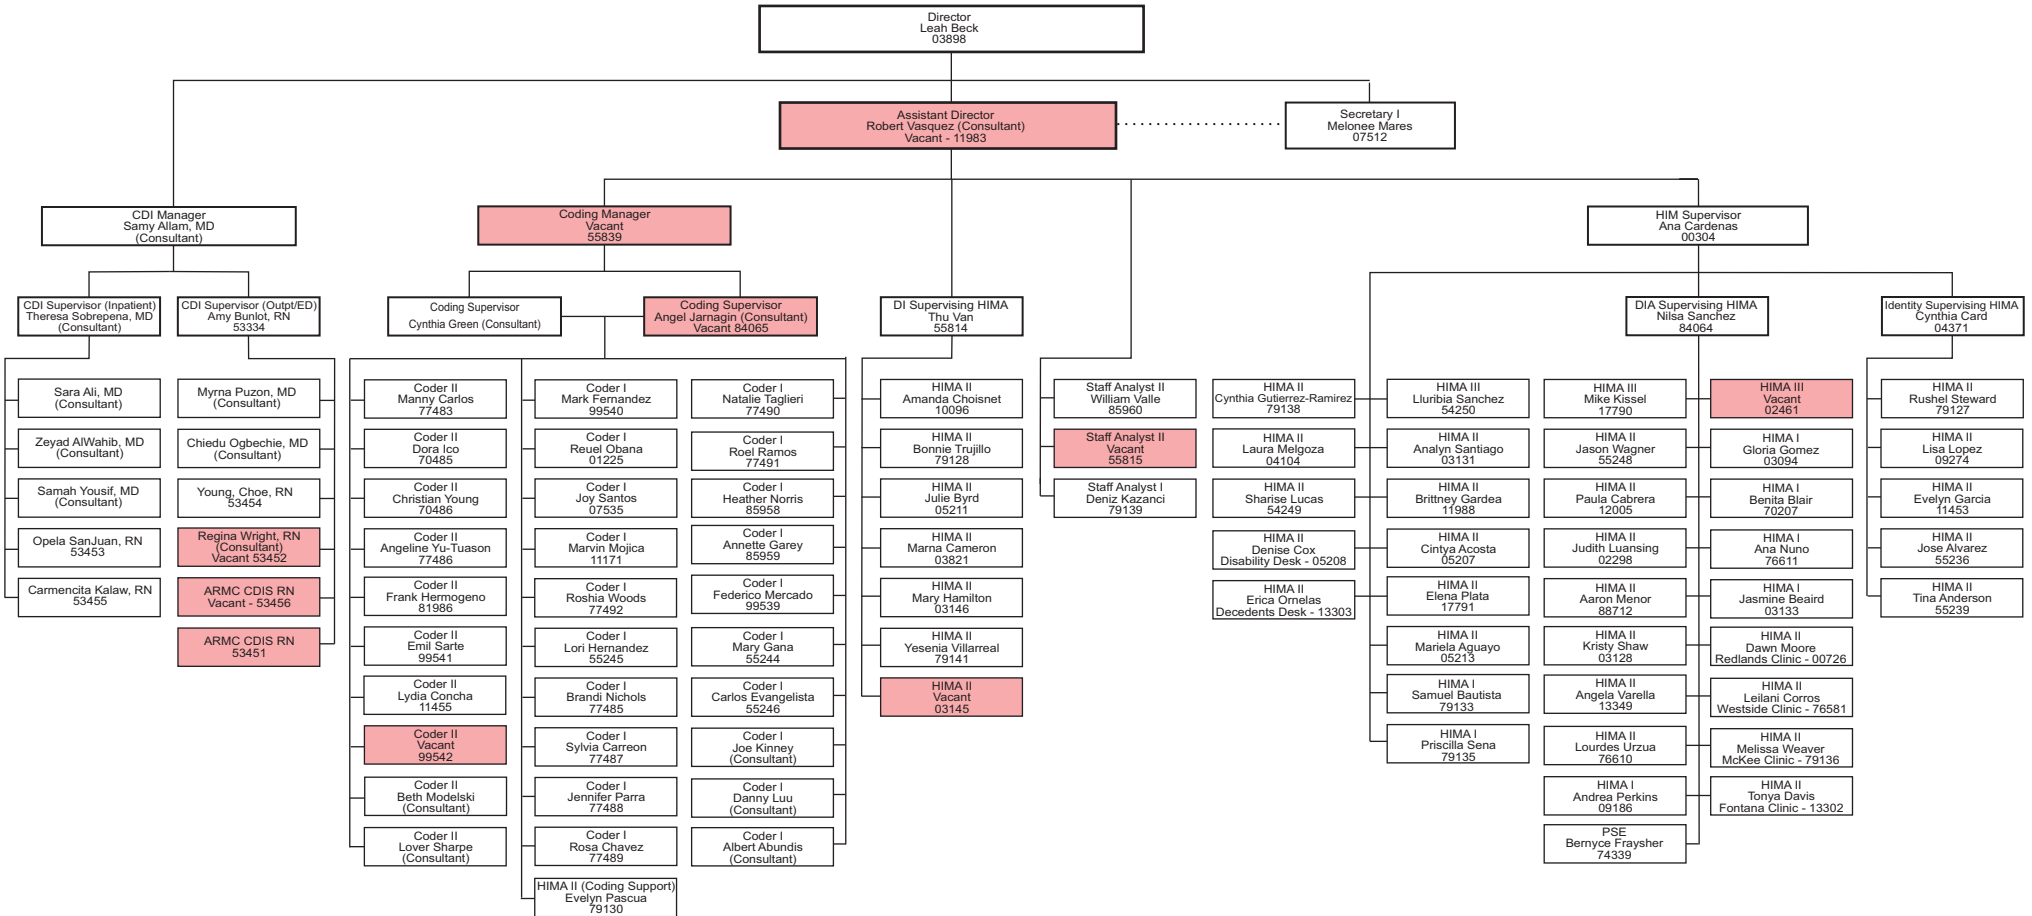 Director
Leah Beck
03898
Assistant Director
Robert Vasquez (Consultant)
Vacant - 11983
Secretary I
Melonee Mares
07512
CDI Manager
Samy Allam, MD
(Consultant)
Coding Manager
Vacant
55839
HIM Supervisor
Ana Cardenas
00304
CDI Supervisor (Inpatient)
Theresa Sobrepena, MD
(Consultant)
CDI Supervisor (Outpt/ED)
Amy Bunlot, RN
53334
Coding Supervisor
Cynthia Green (Consultant)
Coding Supervisor
Angel Jarnagin (Consultant)
Vacant 84065
DI Supervising HIMA
Thu Van
55814
DIA Supervising HIMA
Nilsa Sanchez
84064
Identity Supervising HIMA
Cynthia Card
04371
Sara Ali, MD
(Consultant)
Zeyad AlWahib, MD
(Consultant)
Samah Yousif, MD
(Consultant)
Opela SanJuan, RN
53453
Carmencita Kalaw, RN
53455
Myrna Puzon, MD
(Consultant)
Chiedu Ogbechie, MD
(Consultant)
Young, Choe, RN
53454
Regina Wright, RN
(Consultant)
Vacant 53452
ARMC CDIS RN
Vacant - 53456
ARMC CDIS RN
53451
Coder II
Manny Carlos
77483
Coder II
Dora Ico
70485
Coder II
Christian Young
70486
Coder II
Angeline Yu-Tuason
77486
Coder II
Frank Hermogeno
81986
Coder II
Emil Sarte
99541
Coder II
Lydia Concha
11455
Coder II
Vacant
99542
Coder II
Beth Modelski
(Consultant)
Coder II
Lover Sharpe
(Consultant)
Coder I
Mark Fernandez
99540
Coder I
Reuel Obana
01225
Coder I
Joy Santos
07535
Coder I
Marvin Mojica
11171
Coder I
Roshia Woods
77492
Coder I
Lori Hernandez
55245
Coder I
Brandi Nichols
77485
Coder I
Sylvia Carreon
77487
Coder I
Jennifer Parra
77488
Coder I
Rosa Chavez
77489
HIMA II (Coding Support)
Evelyn Pascua
79130
Coder I
Natalie Taglieri
77490
Coder I
Roel Ramos
77491
Coder I
Heather Norris
85958
Coder I
Annette Garey
85959
Coder I
Federico Mercado
99539
Coder I
Mary Gana
55244
Coder I
Carlos Evangelista
55246
Coder I
Joe Kinney
(Consultant)
Coder I
Danny Luu
(Consultant)
Coder I
Albert Abundis
(Consultant)
HIMA II
Amanda Choisnet
10096
HIMA II
Bonnie Trujillo
79128
HIMA II
Julie Byrd
05211
HIMA II
Marna Cameron
03821
HIMA II
Mary Hamilton
03146
HIMA II
Yesenia Villarreal
79141
HIMA II
Vacant
03145
Staff Analyst II
William Valle
85960
Staff Analyst II
Vacant
55815
Staff Analyst I
Deniz Kazanci
79139
HIMA II
Cynthia Gutierrez-Ramirez
79138
HIMA II
Laura Melgoza
04104
HIMA II
Sharise Lucas
54249
HIMA II
Denise Cox
Disability Desk - 05208
HIMA II
Erica Ornelas
Decedents Desk - 13303
HIMA III
Lluribia Sanchez
54250
HIMA II
Analyn Santiago
03131
HIMA II
Brittney Gardea
11988
HIMA II
Cintya Acosta
05207
HIMA II
Elena Plata
17791
HIMA II
Mariela Aguayo
05213
HIMA I
Samuel Bautista
79133
HIMA I
Priscilla Sena
79135
HIMA III
Mike Kissel
17790
HIMA II
Jason Wagner
55248
HIMA II
Paula Cabrera
12005
HIMA II
Judith Luansing
02298
HIMA II
Aaron Menor
88712
HIMA II
Kristy Shaw
03128
HIMA II
Angela Varella
13349
HIMA II
Lourdes Urzua
76610
HIMA I
Andrea Perkins
09186
PSE
Bernyce Fraysher
74339
HIMA III
Vacant
02461
HIMA I
Gloria Gomez
03094
HIMA I
Benita Blair
70207
HIMA I
Ana Nuno
76611
HIMA I
Jasmine Beaird
03133
HIMA II
Dawn Moore
Redlands Clinic - 00726
HIMA II
Leilani Corros
Westside Clinic - 76581
HIMA II
Melissa Weaver
McKee Clinic - 79136
HIMA II
Tonya Davis
Fontana Clinic - 13302
HIMA II
Rushel Steward
79127
HIMA II
Lisa Lopez
09274
HIMA II
Evelyn Garcia
11453
HIMA II
Jose Alvarez
55236
HIMA II
Tina Anderson
55239